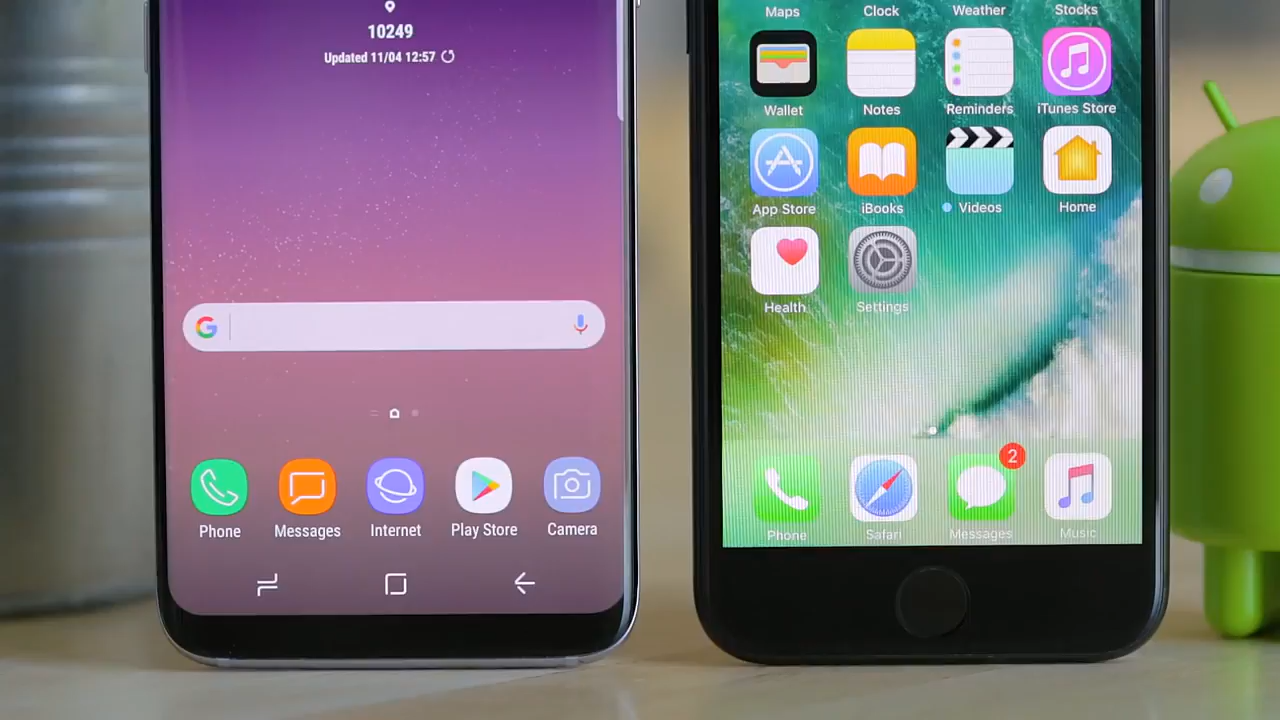 10249
Updated 11/04 12:57
Phone
Messages
Internet
Play Store
Camera
Maps
Clock
Weather
Stocks
Wallet
Notes
Reminders
iTunes Store
App Store
iBooks
Videos
Home
Health
Settings
2
Phone
Safari
Messages
Music